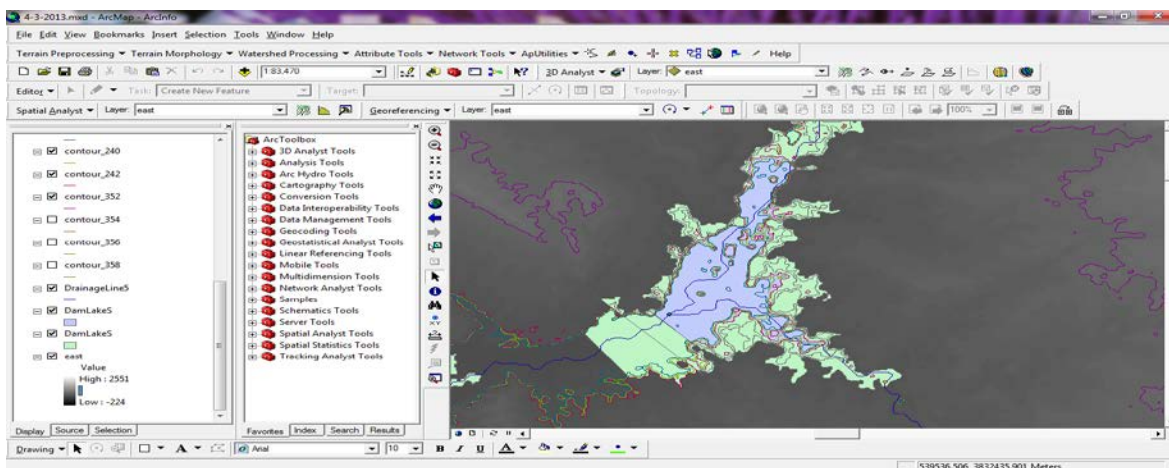 4-3-2013.mxd - ArcMap - ArcInfo
File Edit View Bookmarks Insert Selection Tools Window Help
Terrain Preprocessing Terrain Morphology Watershed Processing Attribute Tools Network Tools ApUtilities Help
1:83,470 3D Analyst Layer: east
Editor Task: Create New Feature Target: Topology:
Spatial Analyst Layer: east Georeferencing Layer: east 100%
contour_240
contour_242
contour_352
contour_354
contour_356
contour_358
DrainageLine5
DamLake5
DamLake5
east
Value
High : 2551
Low : -224
Display Source Selection
ArcToolbox
3D Analyst Tools
Analysis Tools
Arc Hydro Tools
Cartography Tools
Conversion Tools
Data Interoperability Tools
Data Management Tools
Geocoding Tools
Geostatistical Analyst Tools
Linear Referencing Tools
Mobile Tools
Multidimension Tools
Network Analyst Tools
Samples
Schematics Tools
Server Tools
Spatial Analyst Tools
Spatial Statistics Tools
Tracking Analyst Tools
Favorites Index Search Results
XY
Drawing A Arial 10 B I U A
539536.506 3832435.901 Meters